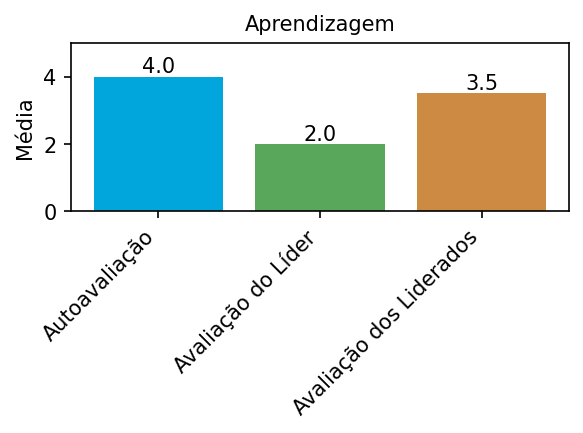 Aprendizagem
Média
4
2
0
4.0
2.0
3.5
Autoavaliação
Avaliação do Líder
Avaliação dos Liderados